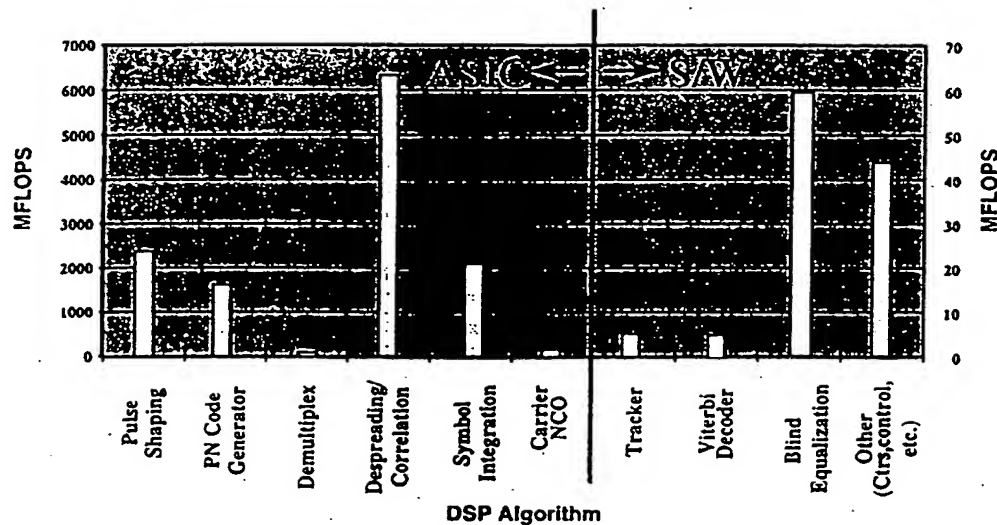 ASIC
S/W
MFLOPS
7000
6000
5000
4000
3000
2000
1000
0
70
60
50
40
30
20
10
0
MFLOPS
Pulse
Shaping
PN Code
Generator
Demultiplex
Despreading/
Correlation
Symbol
Integration
Carrier
NCO
Tracker
Viterbi
Decoder
Blind
Equalization
Other
(Ctrs,control,
etc.)
DSP Algorithm